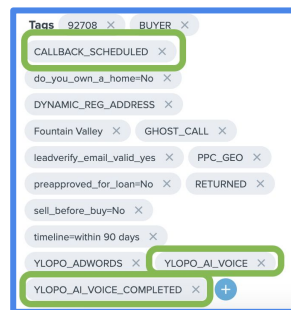 Tags 92708 × BUYER ×
CALLBACK_SCHEDULED ×
do_you_own_a_home=No ×
DYNAMIC_REG_ADDRESS ×
Fountain Valley × GHOST_CALL ×
leadverify_email_valid_yes × PPC_GEO ×
preapproved_for_loan=No × RETURNED ×
sell_before_buy=No ×
timeline=within 90 days ×
YLOPO_ADWORDS × YLOPO_AI_VOICE ×
YLOPO_AI_VOICE_COMPLETED × +